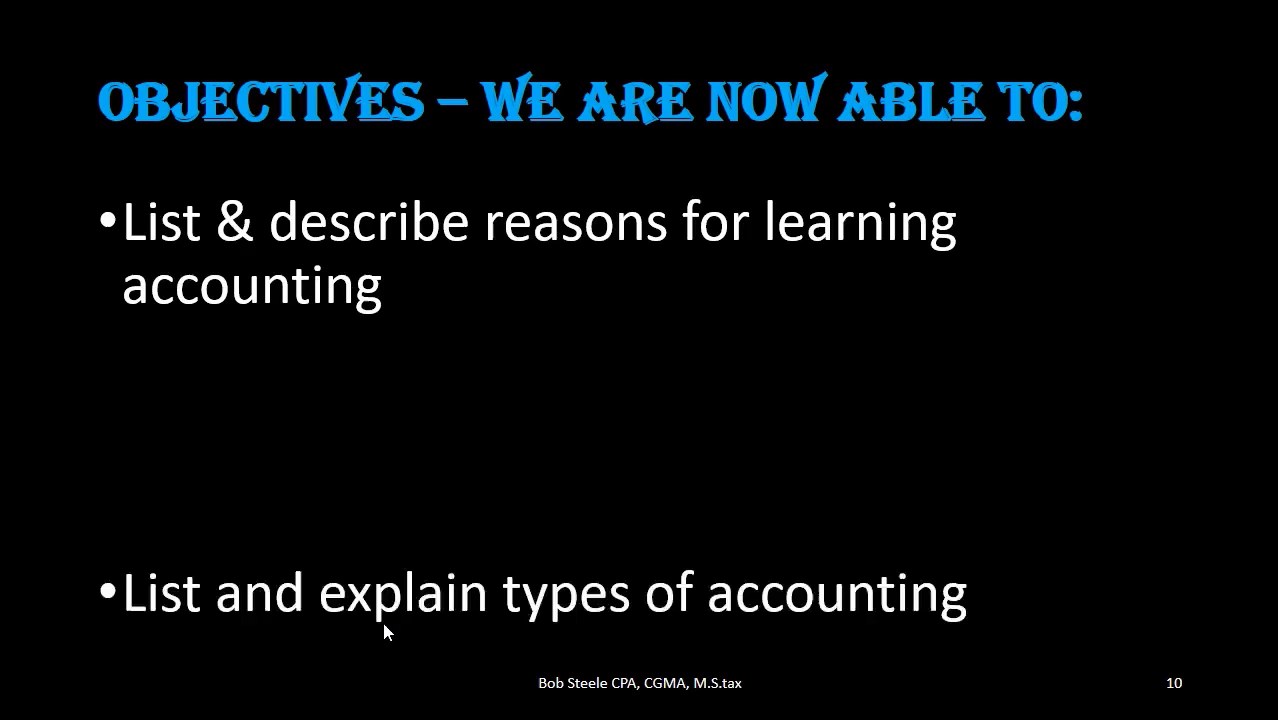 OBJECTIVES – WE ARE NOW ABLE TO:
•List & describe reasons for learning
accounting
•List and explain types of accounting
Bob Steele CPA, CGMA, M.S.tax
10